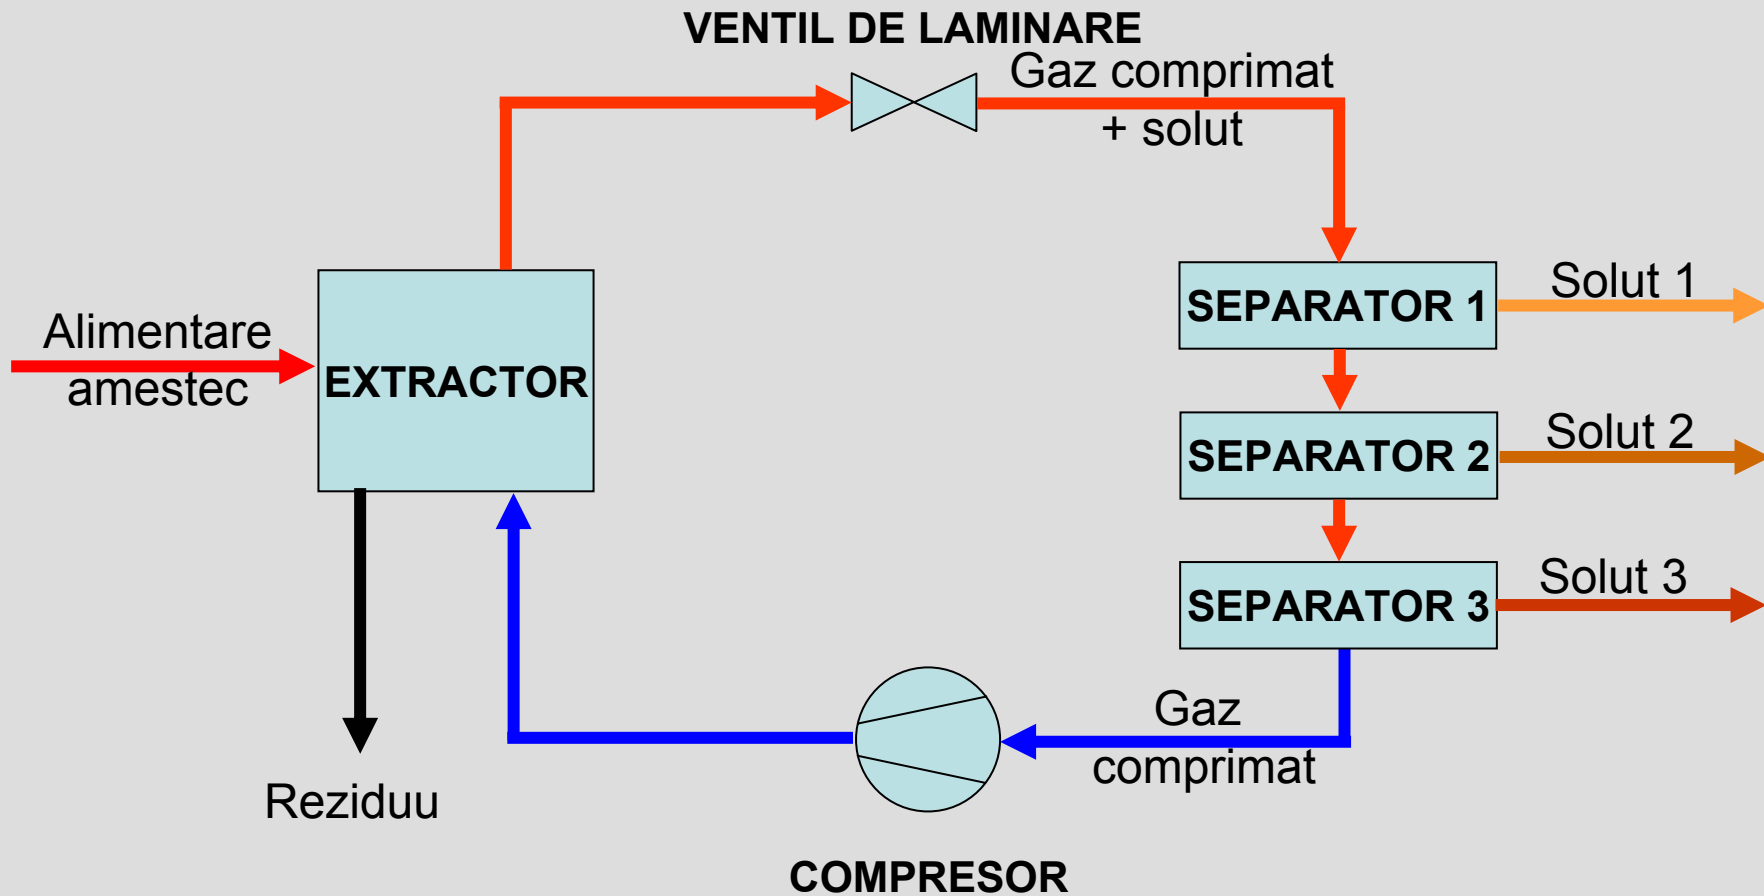 VENTIL DE LAMINARE
Gaz comprimat
+ solut
SEPARATOR 1
Solut 1
Alimentare
amestec
EXTRACTOR
SEPARATOR 2
Solut 2
SEPARATOR 3
Solut 3
Gaz
comprimat
Reziduu
COMPRESOR